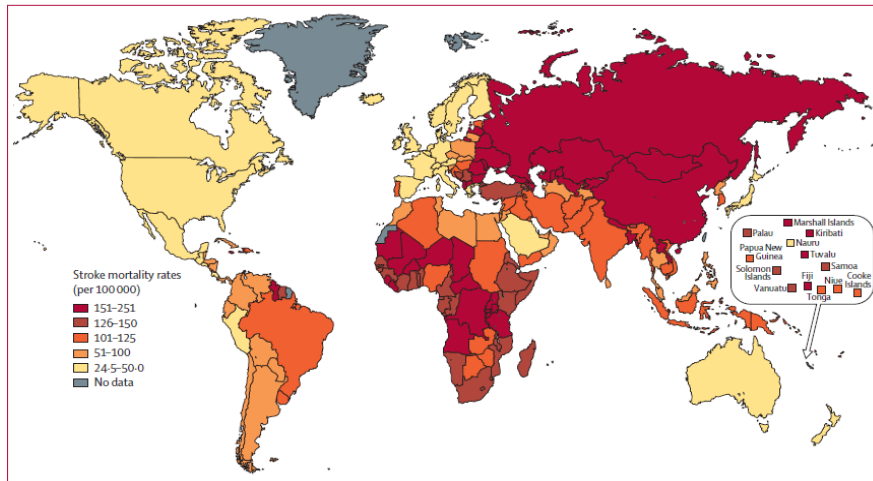 Stroke mortality rates
(per 100 000)
151–251
126–150
101–125
51–100
24·5–50·0
No data
Marshall Islands
Palau
Kiribati
Nauru
Papua New
Guinea
Tuvalu
Solomon
Islands
Samoa
Vanuatu
Fiji
Tonga
Niue
Cooke
Islands